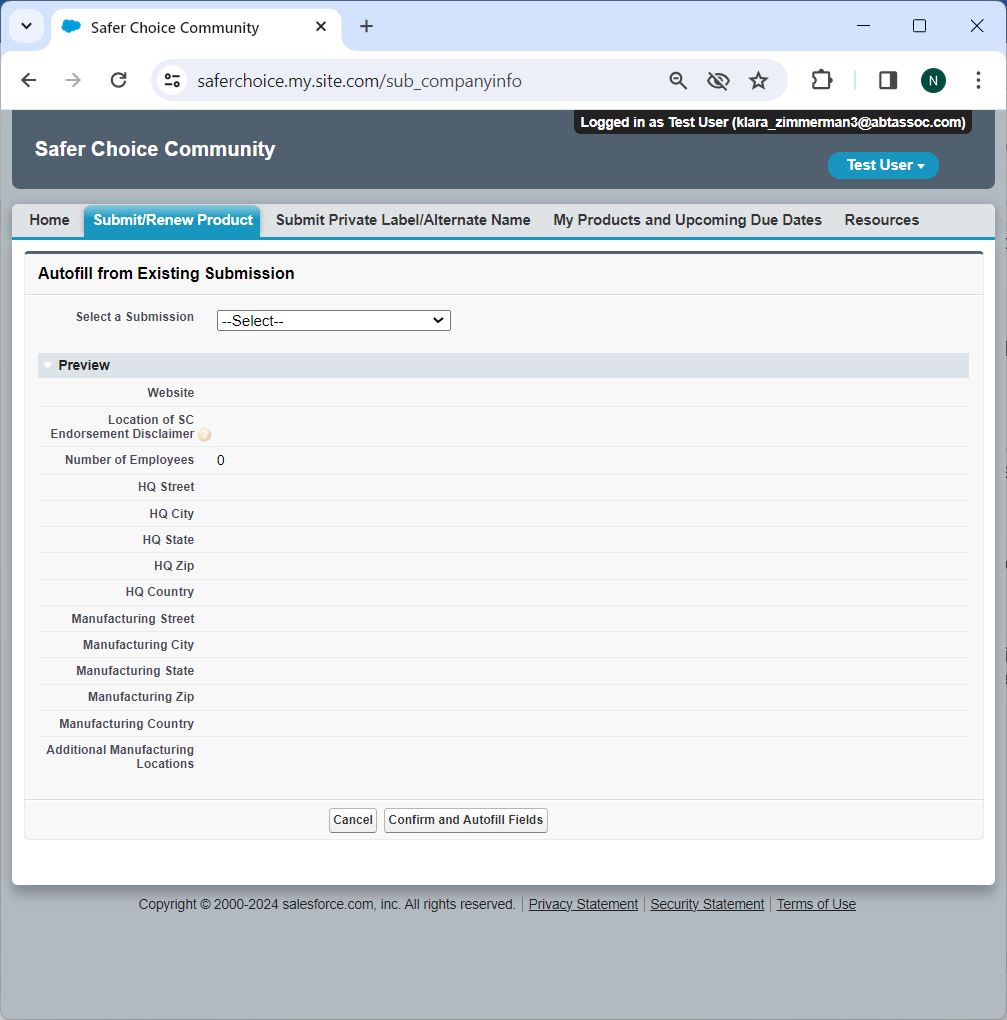 Safer Choice Community
saferchoice.my.site.com/sub_companyinfo
N
Logged in as Test User (klara_zimmerman3@abtassoc.com)
Safer Choice Community
Test User
Home Submit/Renew Product Submit Private Label/Alternate Name My Products and Upcoming Due Dates Resources
Autofill from Existing Submission
Select a Submission --Select--
Preview
Website
Location of SC
Endorsement Disclaimer ?
Number of Employees 0
HQ Street
HQ City
HQ State
HQ Zip
HQ Country
Manufacturing Street
Manufacturing City
Manufacturing State
Manufacturing Zip
Manufacturing Country
Additional Manufacturing
Locations
Cancel Confirm and Autofill Fields
Copyright © 2000-2024 salesforce.com, inc. All rights reserved. | Privacy Statement | Security Statement | Terms of Use